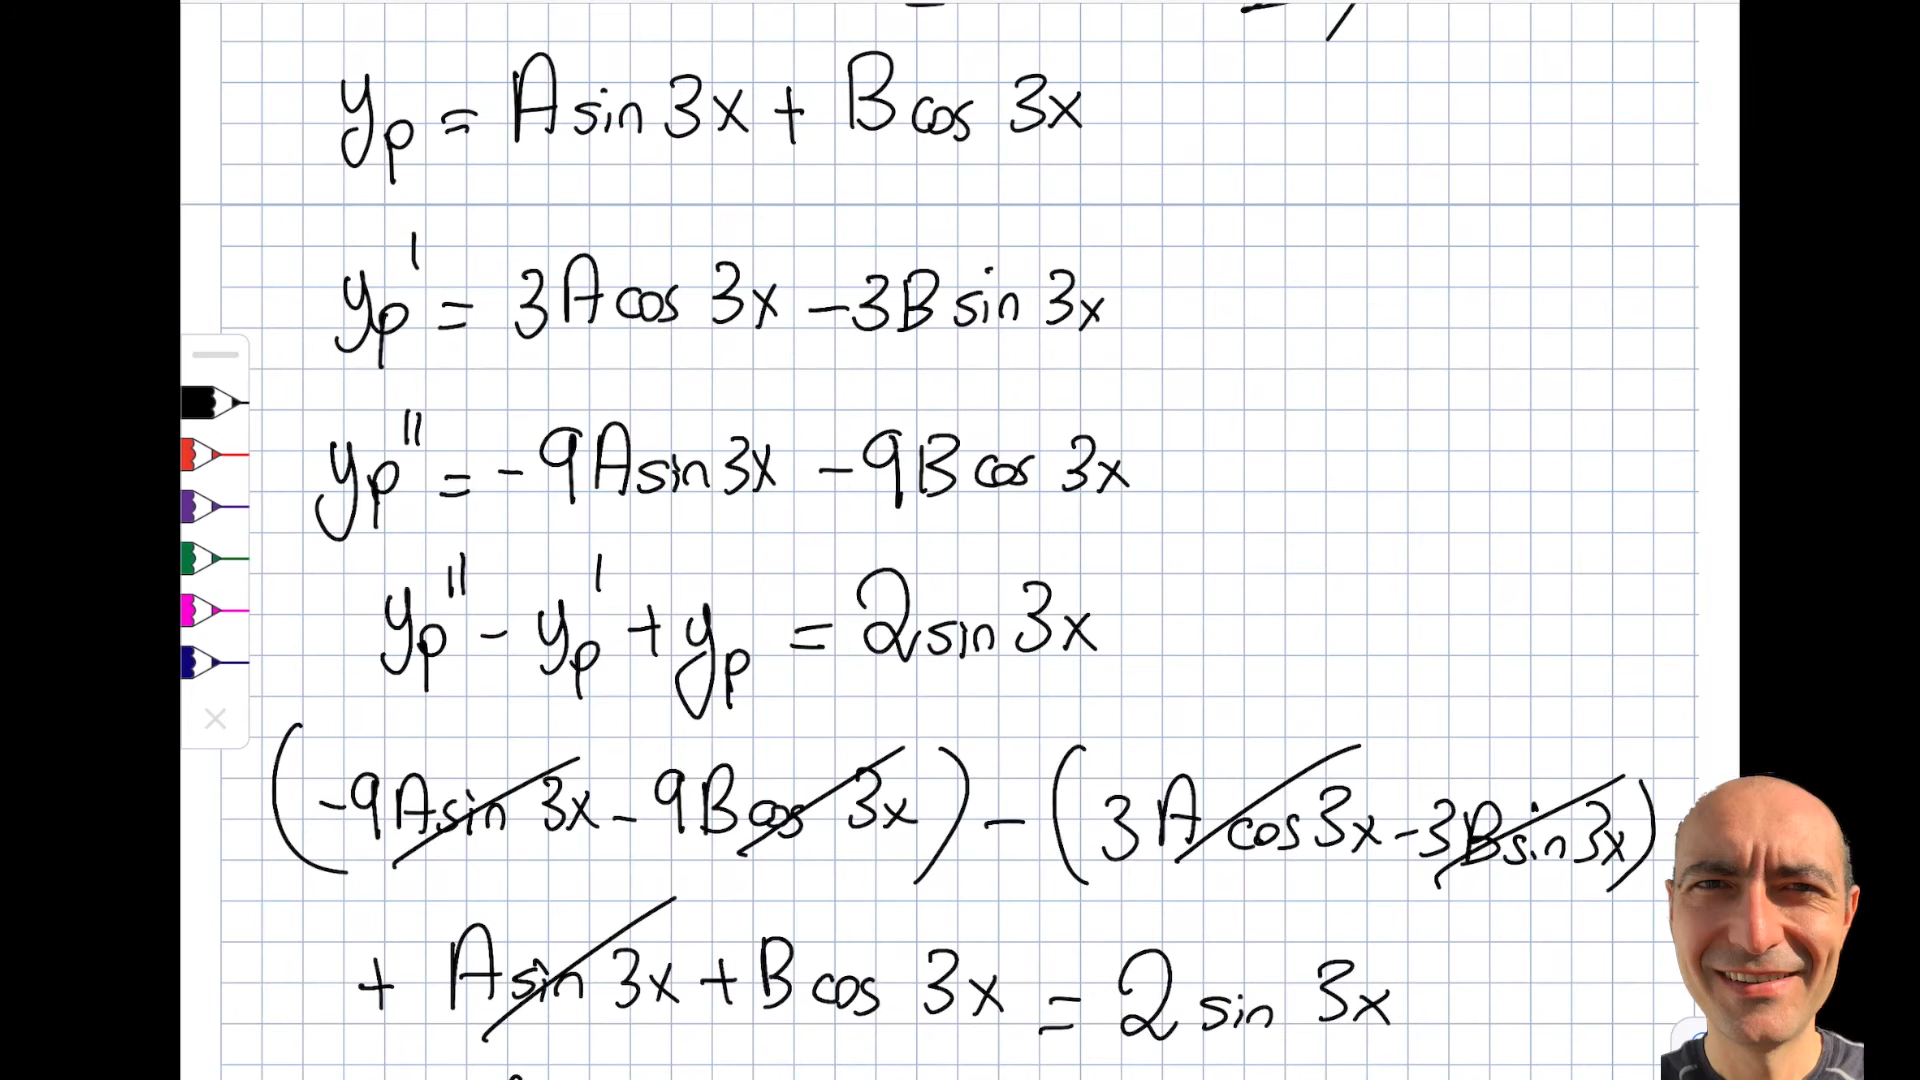 yp = A sin 3x + B cos 3x
yp' = 3A cos 3x - 3B sin 3x
yp'' = -9A sin 3x - 9B cos 3x
yp'' - yp' + yp = 2 sin 3x
(-9A sin 3x - 9B cos 3x) - (3A cos 3x - 3B sin 3x)
+ A sin 3x + B cos 3x = 2 sin 3x